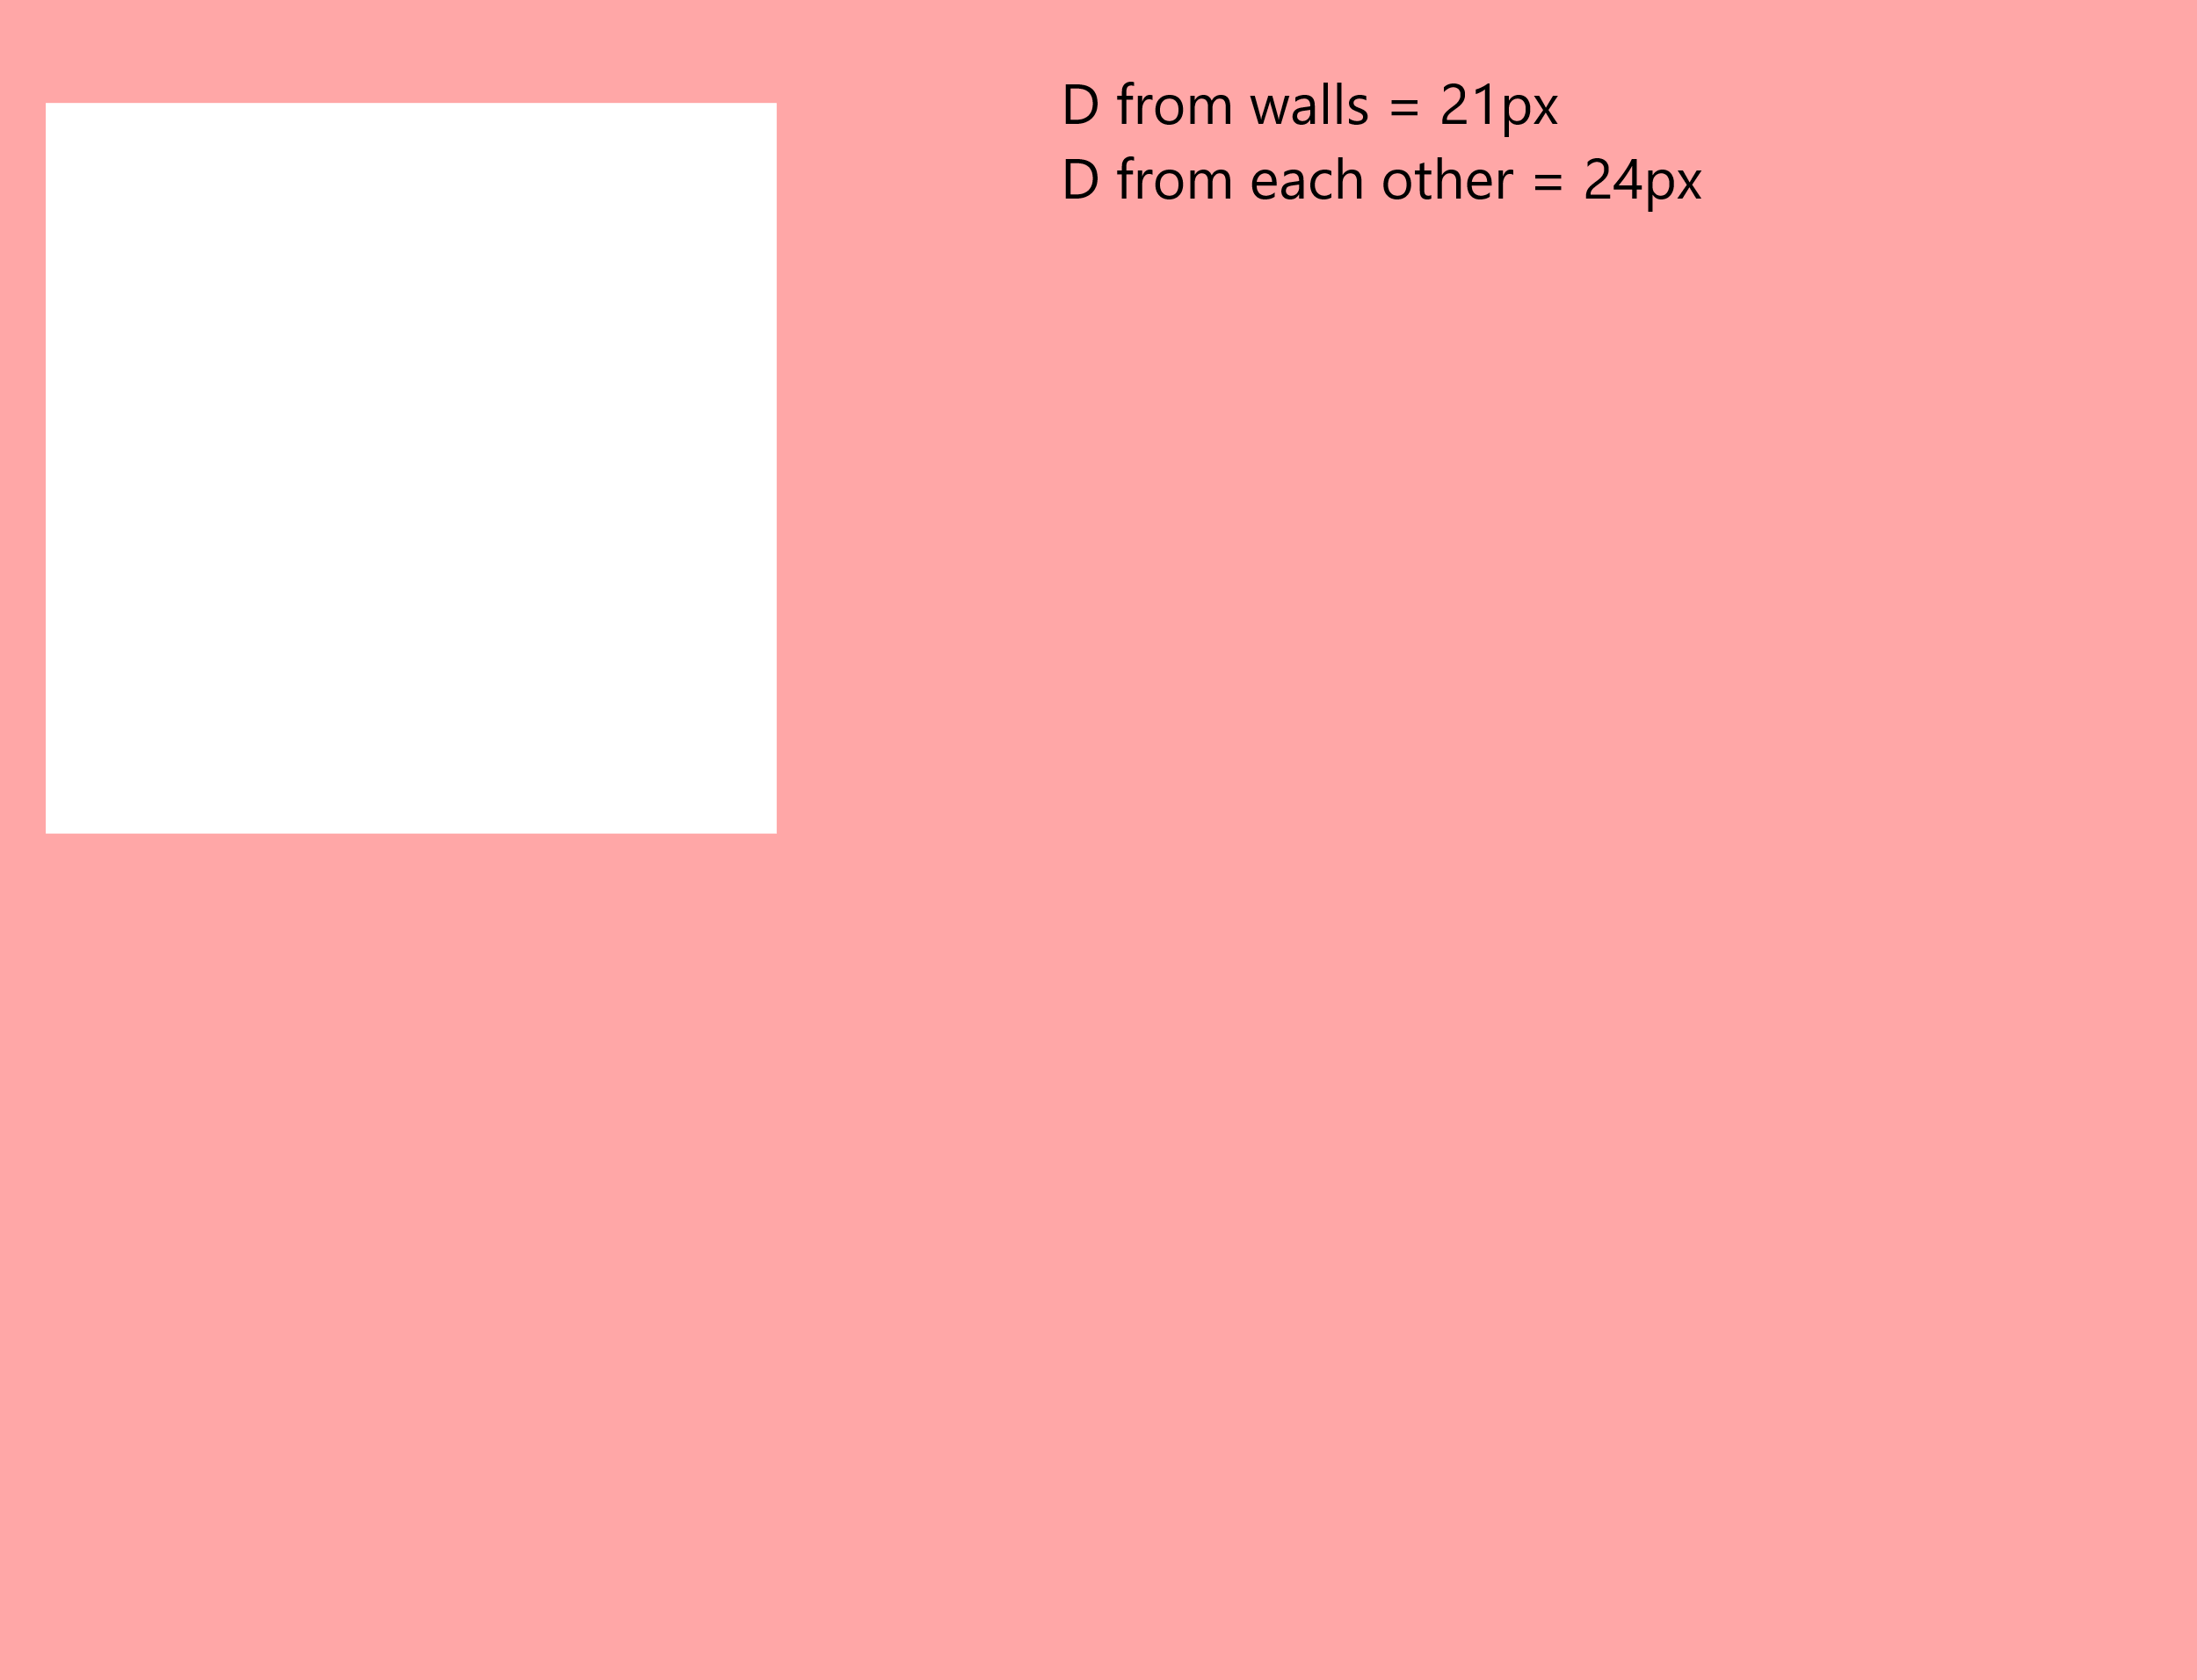 D from walls = 21px
D from each other = 24px